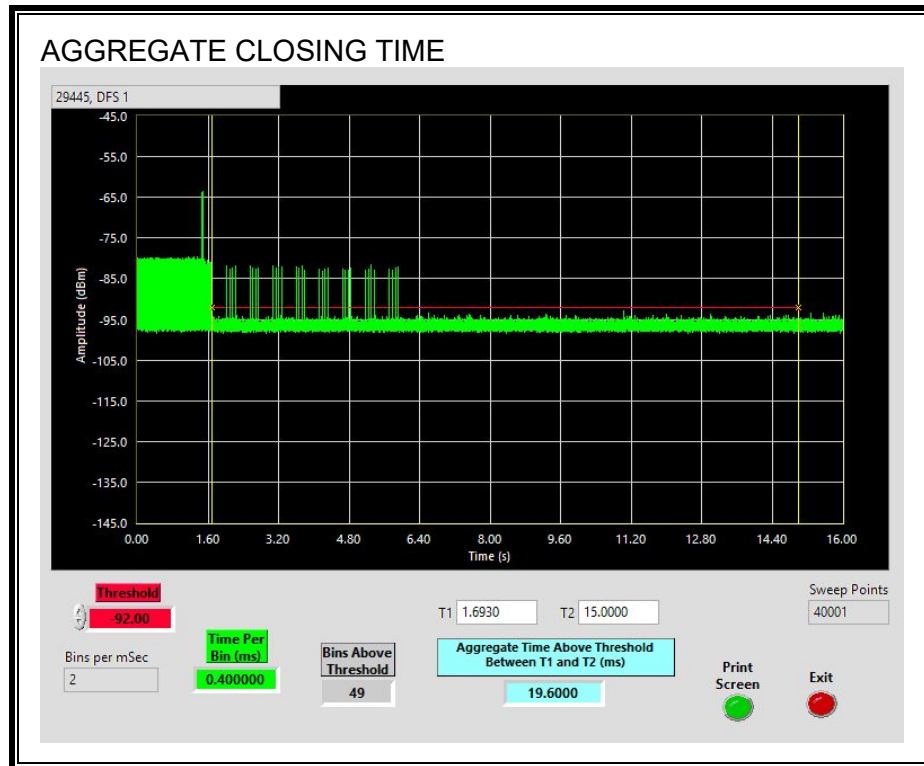 AGGREGATE CLOSING TIME
29445, DFS 1
-45.0
-55.0
-65.0
-75.0
-85.0
-95.0
-105.0
-115.0
-125.0
-135.0
-145.0
Amplitude (dBm)
0.00 1.60 3.20 4.80 6.40 8.00 9.60 11.20 12.80 14.40 16.00
Time (s)
Threshold
-92.00
Bins per mSec
2
Time Per
Bin (ms)
0.400000
Bins Above
Threshold
49
T1 1.6930 T2 15.0000
Aggregate Time Above Threshold
Between T1 and T2 (ms)
19.6000
Sweep Points
40001
Print
Screen
Exit